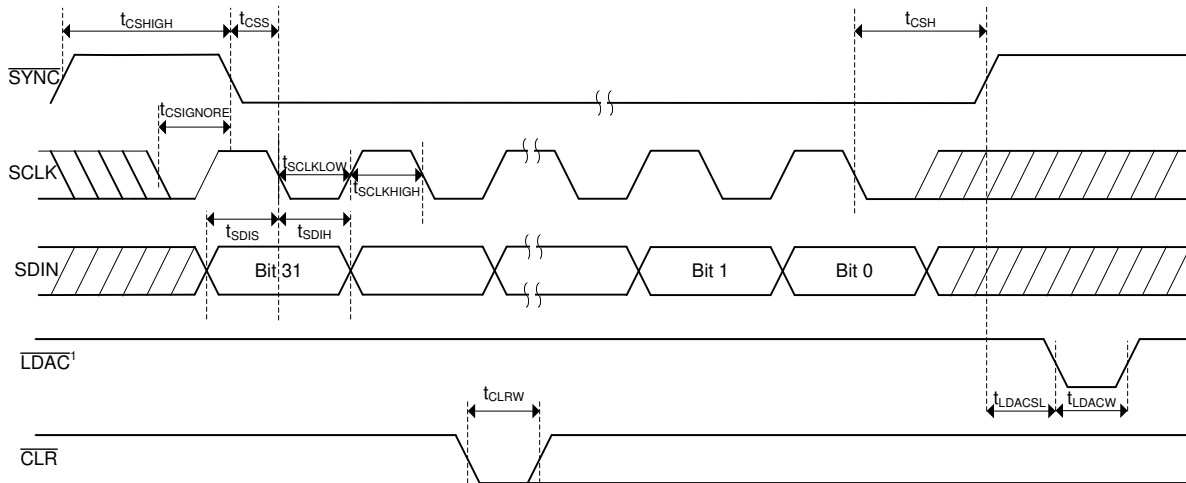 tCSHIGH tCSS tCSH
SYNC
tCSIGNORE
SCLK tSCLKLOW
tSCLKHIGH
tSDIS tSDIH
SDIN Bit 31 Bit 1 Bit 0
LDAC¹
tCLRW tLDACSL tLDACW
CLR